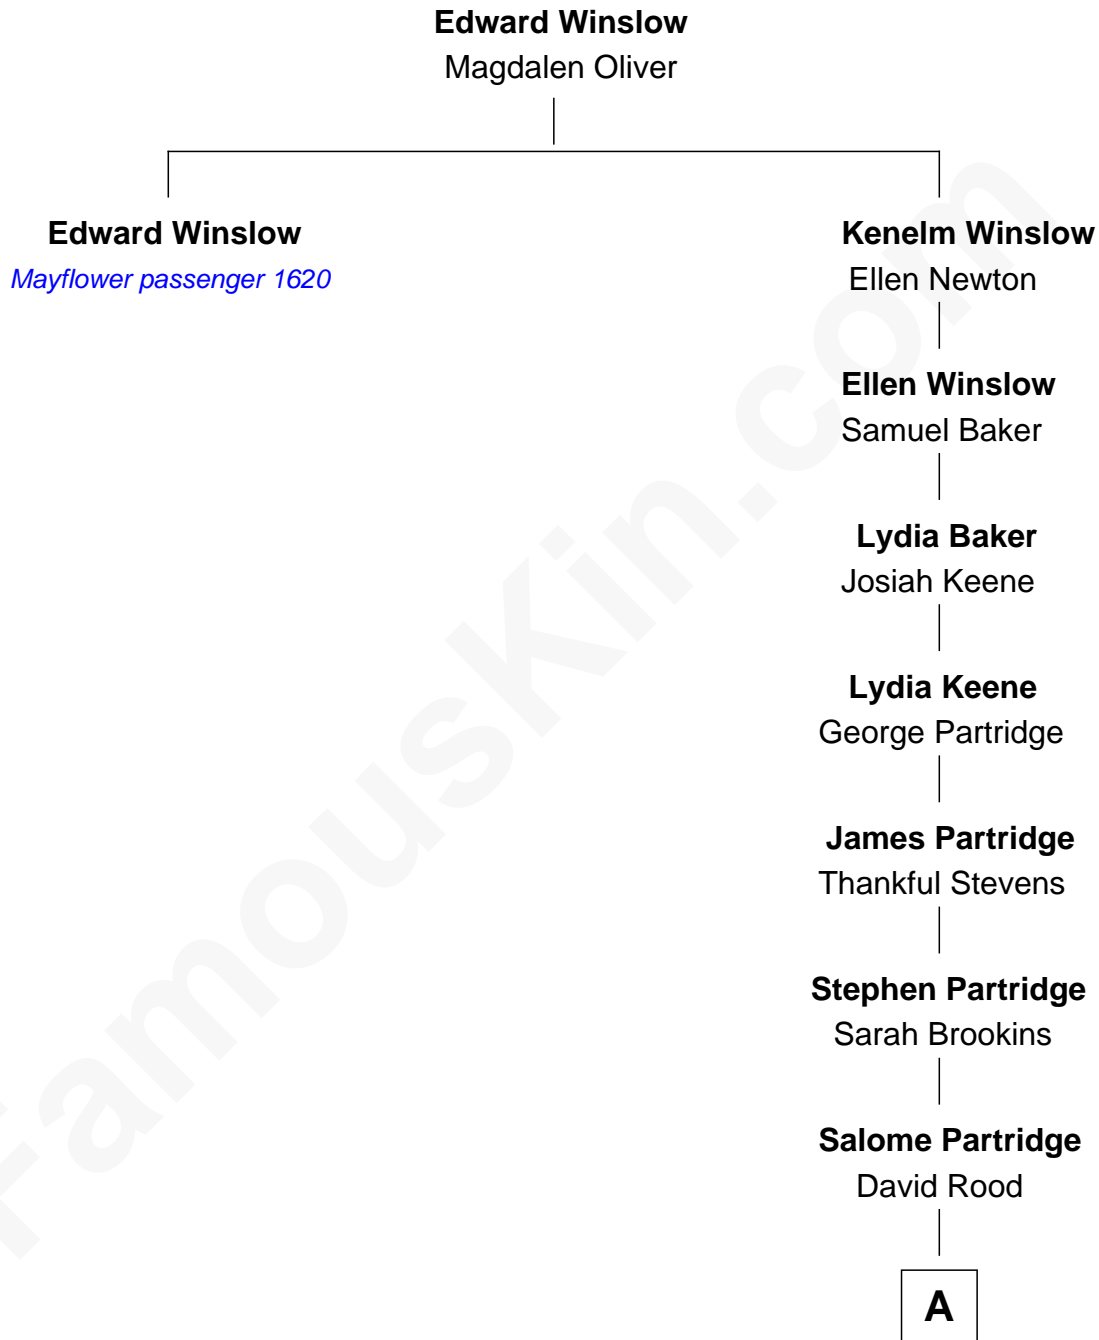 Edward Winslow
Magdalen Oliver
Edward Winslow
Mayflower passenger 1620
Kenelm Winslow
Ellen Newton
Ellen Winslow
Samuel Baker
Lydia Baker
Josiah Keene
Lydia Keene
George Partridge
James Partridge
Thankful Stevens
Stephen Partridge
Sarah Brookins
Salome Partridge
David Rood
A
FamousKin.com